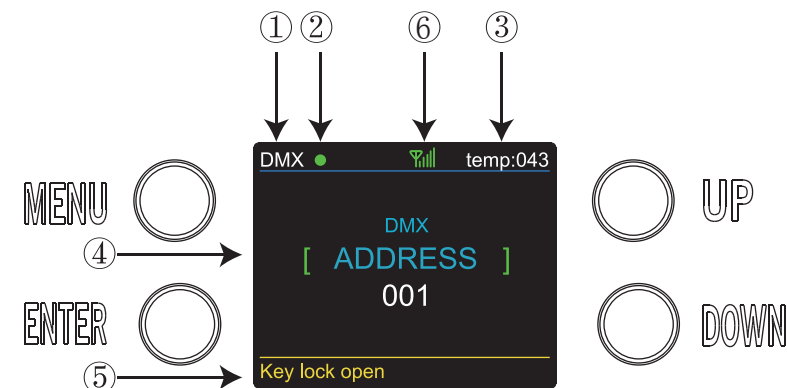 ① ② ⑥ ③
DMX temp:043
MENU UP
DMX
④
[ ADDRESS ]
001
ENTER DOWN
⑤
Key lock open